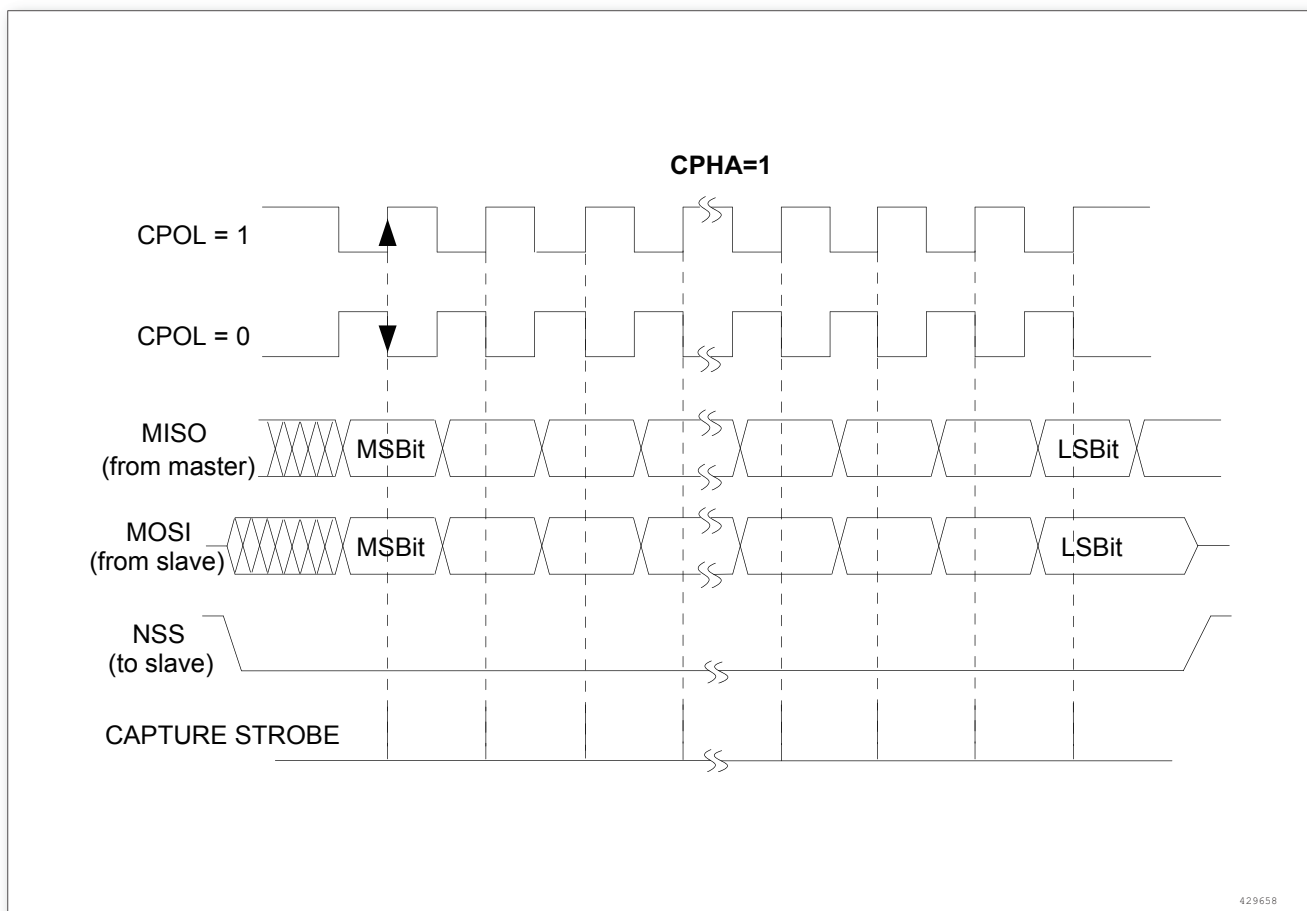 CPHA=1
CPOL = 1
CPOL = 0
MISO
(from master)
MSBit
LSBit
MOSI
(from slave)
MSBit
LSBit
NSS
(to slave)
CAPTURE STROBE
429658